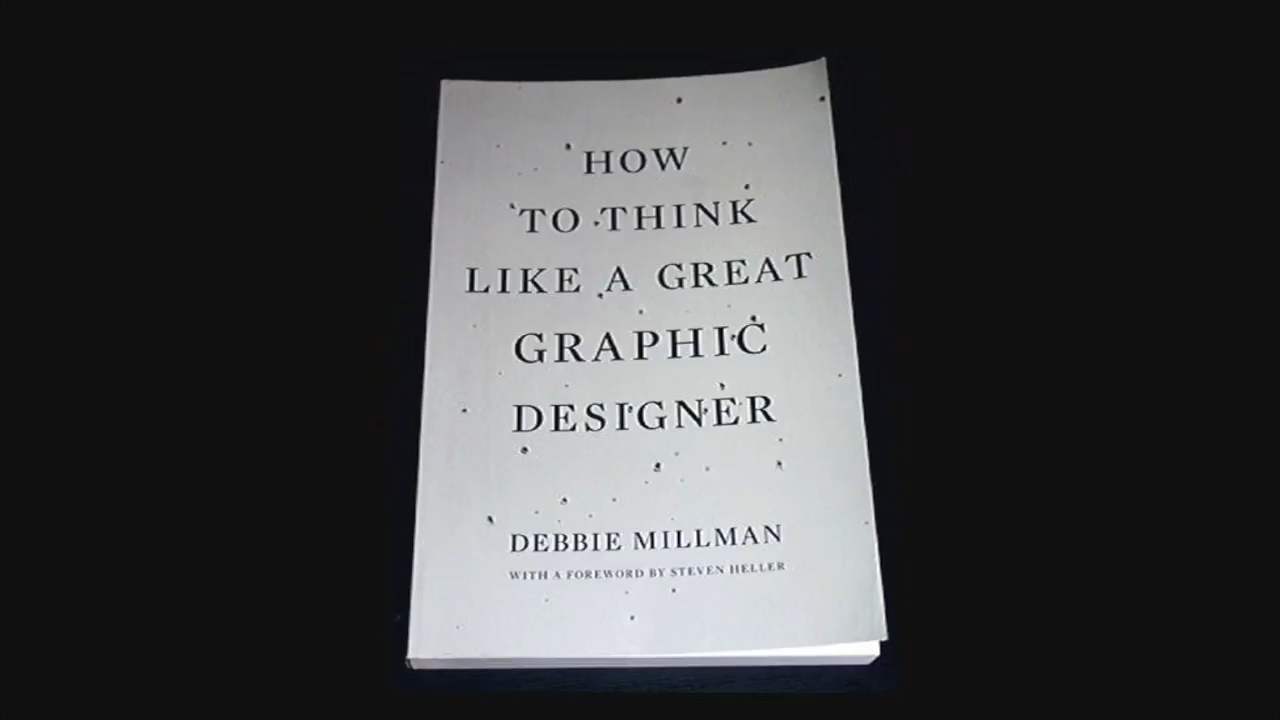 HOW
TO THINK
LIKE A GREAT
GRAPHIC
DESIGNER
DEBBIE MILLMAN
WITH A FOREWORD BY STEVEN HELLER